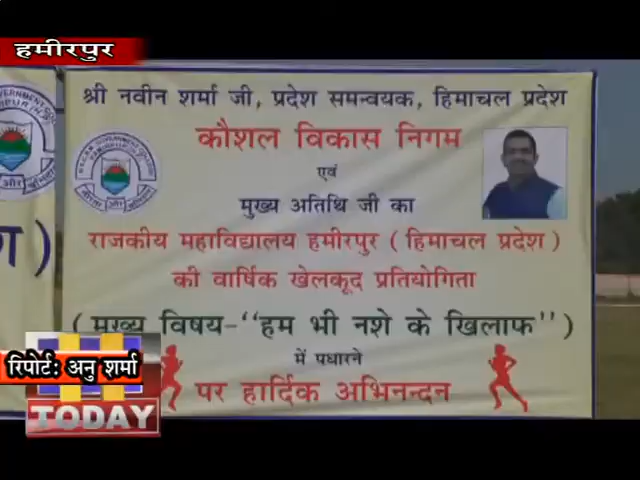 हमीरपुर
श्री नवीन शर्मा जी, प्रदेश समन्वयक, हिमाचल प्रदेश
कौशल विकास निगम
एवं
मुख्य अतिथि जी का
राजकीय महाविद्यालय हमीरपुर ( हिमाचल प्रदेश )
की वार्षिक खेलकूद प्रतियोगिता
( मुख्य विषय-"हम भी नशे के खिलाफ" )
में पधारने
पर हार्दिक अभिनन्दन
रिपोर्ट: अनु शर्मा
TODAY